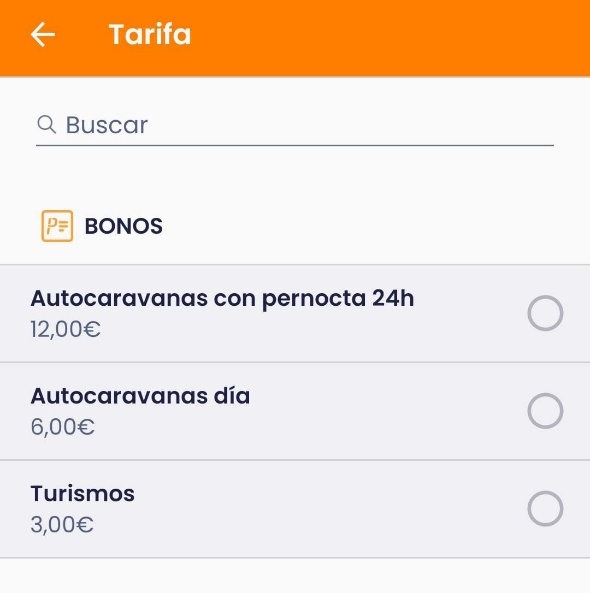 Tarifa
Buscar
BONOS
Autocaravanas con pernocta 24h
12,00€
Autocaravanas día
6,00€
Turismos
3,00€